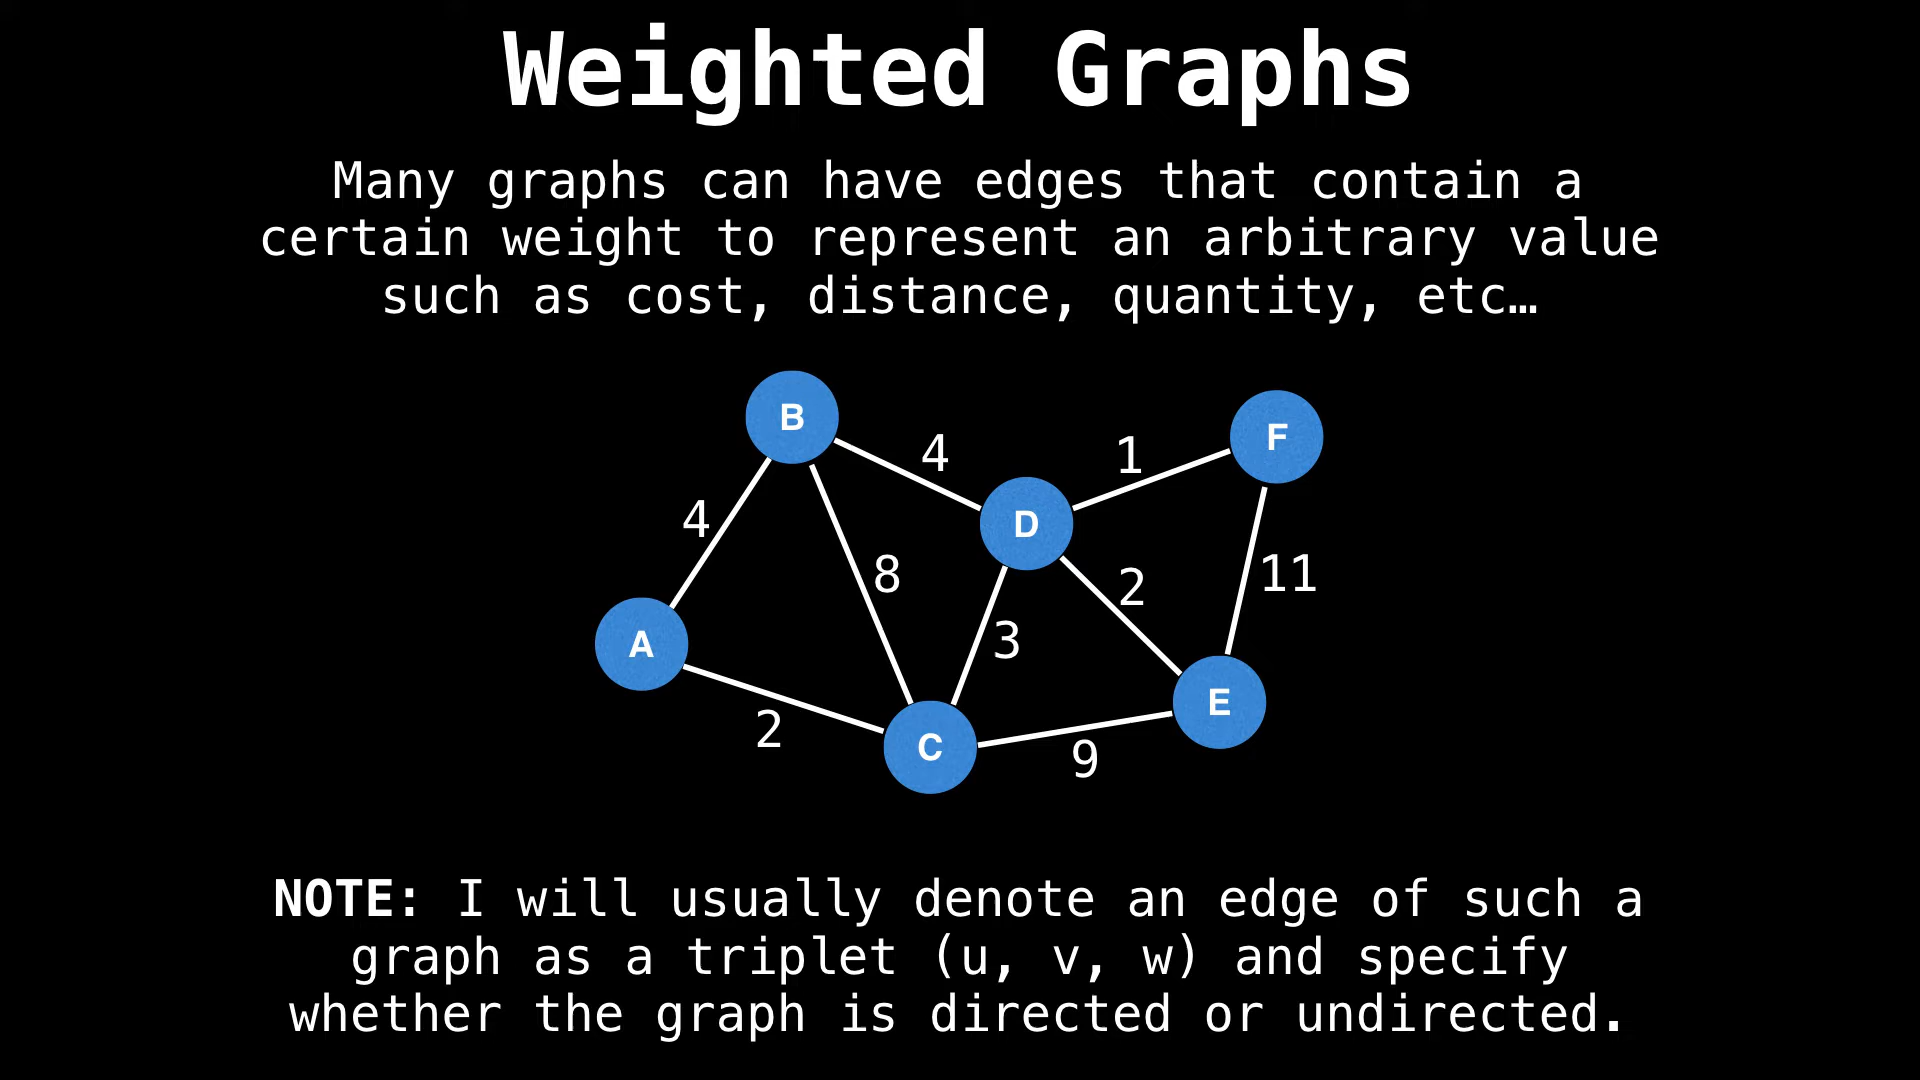 Weighted Graphs
Many graphs can have edges that contain a
certain weight to represent an arbitrary value
such as cost, distance, quantity, etc…
B
F
4
1
D
4
8
2
11
3
A
E
2
C
9
NOTE: I will usually denote an edge of such a
graph as a triplet (u, v, w) and specify
whether the graph is directed or undirected.